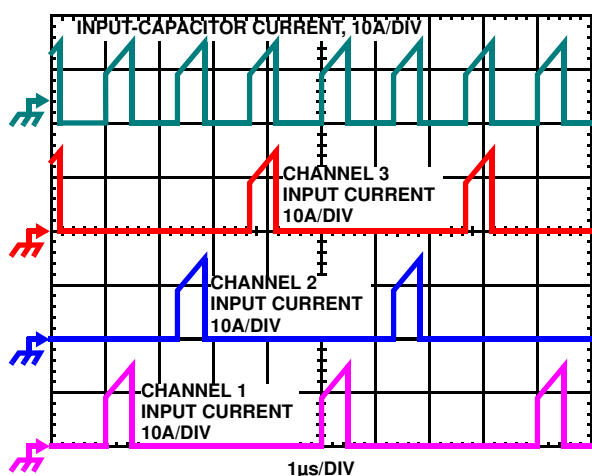 INPUT-CAPACITOR CURRENT, 10A/DIV
CHANNEL 3
INPUT CURRENT
10A/DIV
CHANNEL 2
INPUT CURRENT
10A/DIV
CHANNEL 1
INPUT CURRENT
10A/DIV
1µs/DIV